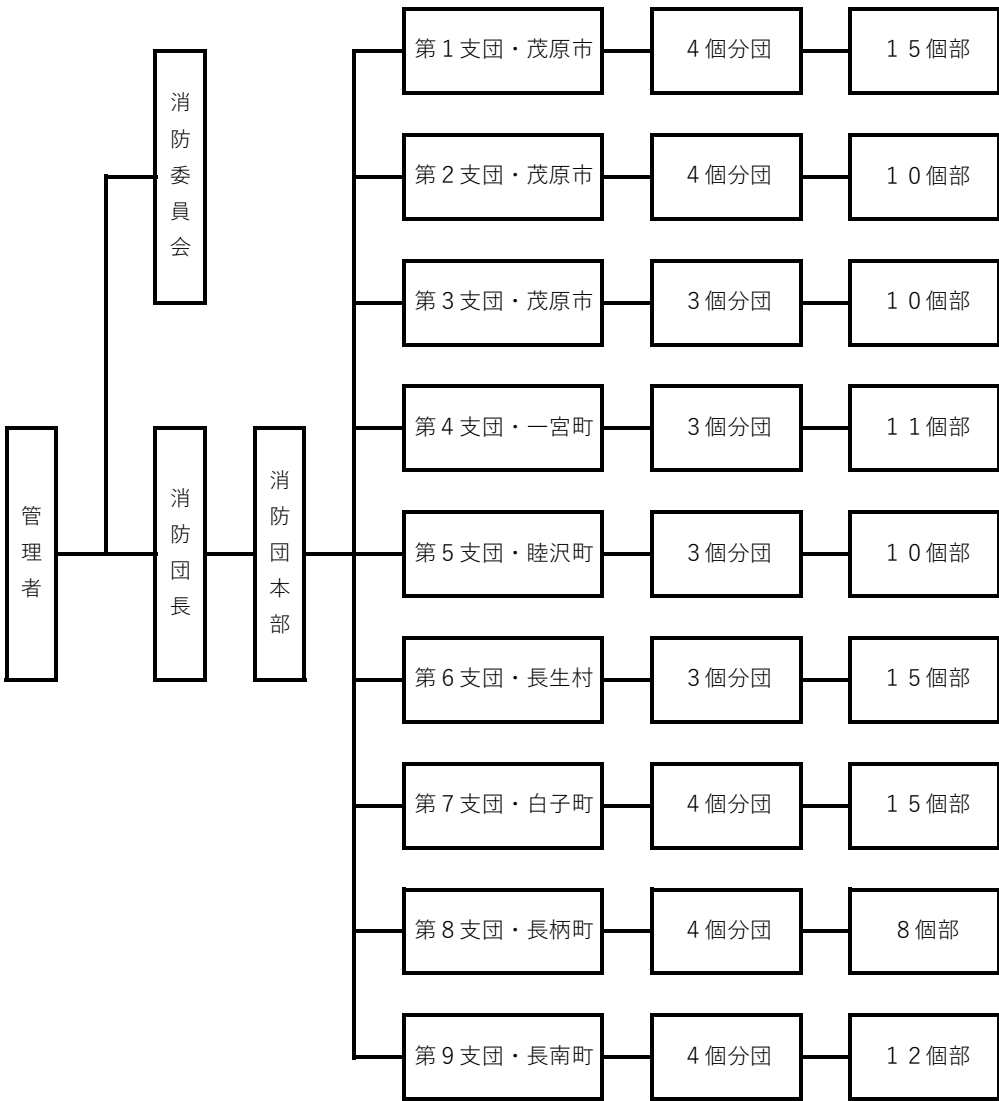 管理者
消防委員会
消防団長
消防団本部
第1支団・茂原市
4個分団
15個部
第2支団・茂原市
4個分団
10個部
第3支団・茂原市
3個分団
10個部
第4支団・一宮町
3個分団
11個部
第5支団・睦沢町
3個分団
10個部
第6支団・長生村
3個分団
15個部
第7支団・白子町
4個分団
15個部
第8支団・長柄町
4個分団
8個部
第9支団・長南町
4個分団
12個部